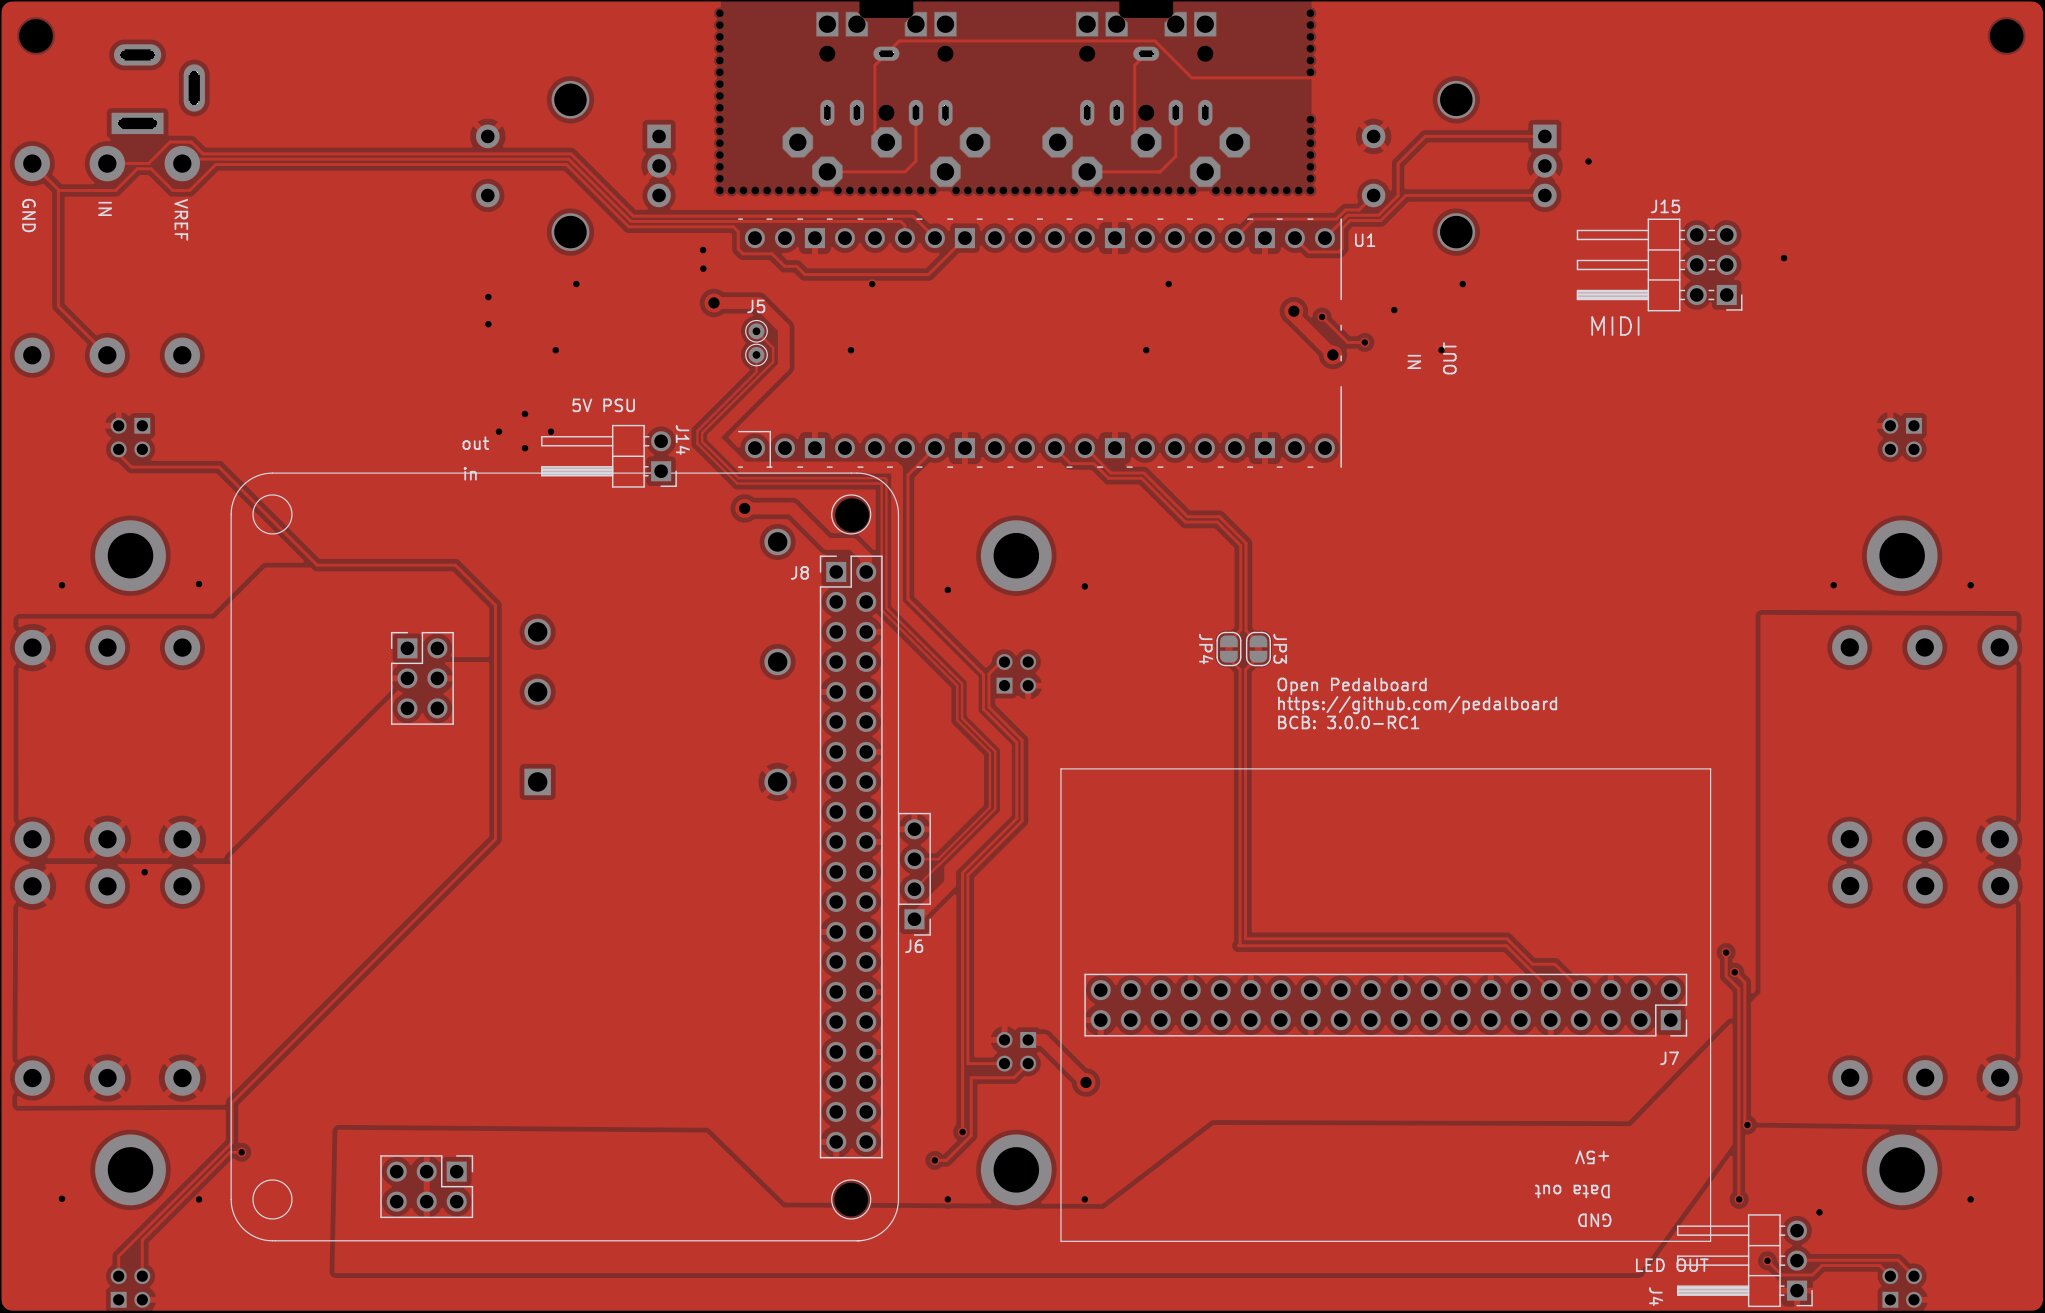 GND
IN
VREF
J15
U1
MIDI
J5
IN
OUT
5V PSU
out
in
J14
J8
JP4
JP3
Open Pedalboard
https://github.com/pedalboard
BCB: 3.0.0-RC1
J6
J7
+5V
Data out
GND
LED OUT
J4